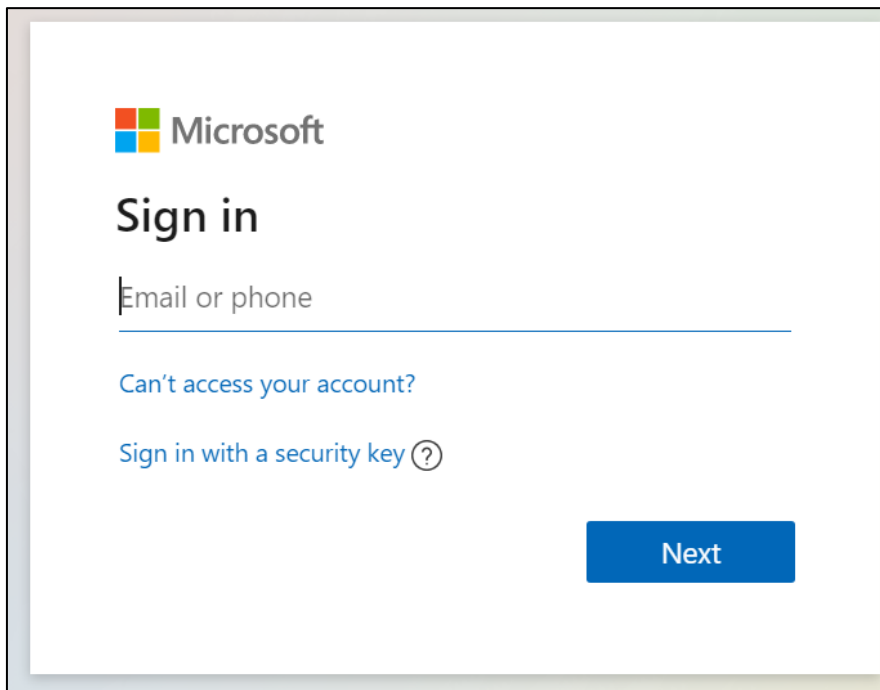 Microsoft
Sign in
Email or phone
Can't access your account?
Sign in with a security key ?
Next